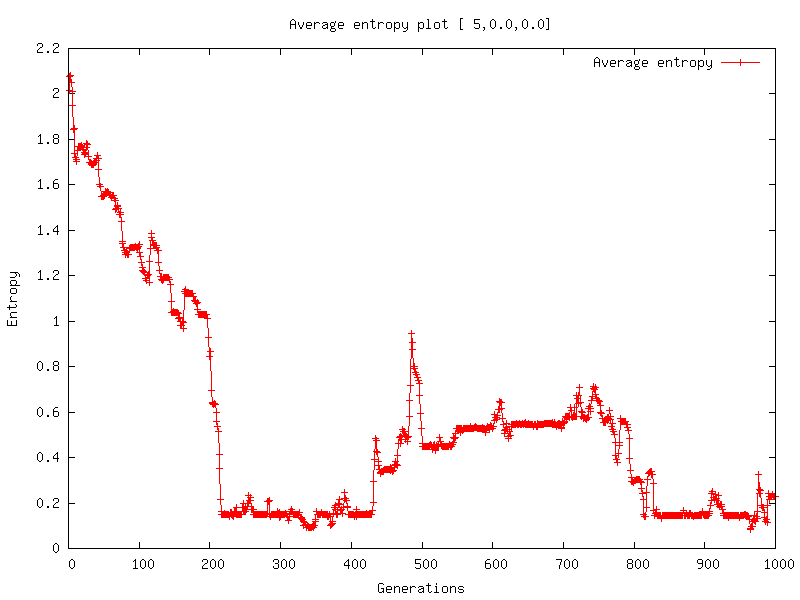 Average entropy plot [ 5,0.0,0.0]
Average entropy
2.2
2
1.8
1.6
1.4
1.2
1
0.8
0.6
0.4
0.2
0
Entropy
0 100 200 300 400 500 600 700 800 900 1000
Generations